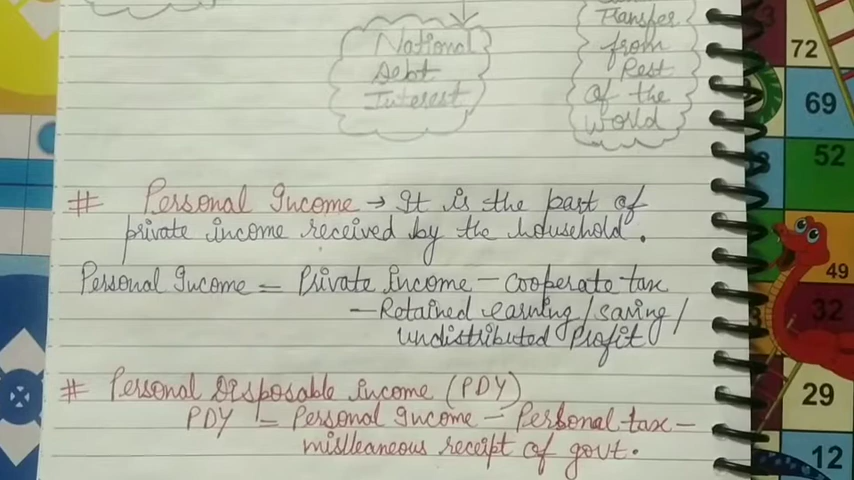 National
Debt
Interest
Transfer
from
Rest
of the
world
# Personal Income → It is the part of
private income received by the household.
Personal Income = Private income - cooperate tax
- Retained earning/saving/
undistributed Profit
# Personal Disposable income (PDY)
PDY = Personal Income - Personal tax -
mislleaneous receipt of govt.
72
69
52
49
32
29
12